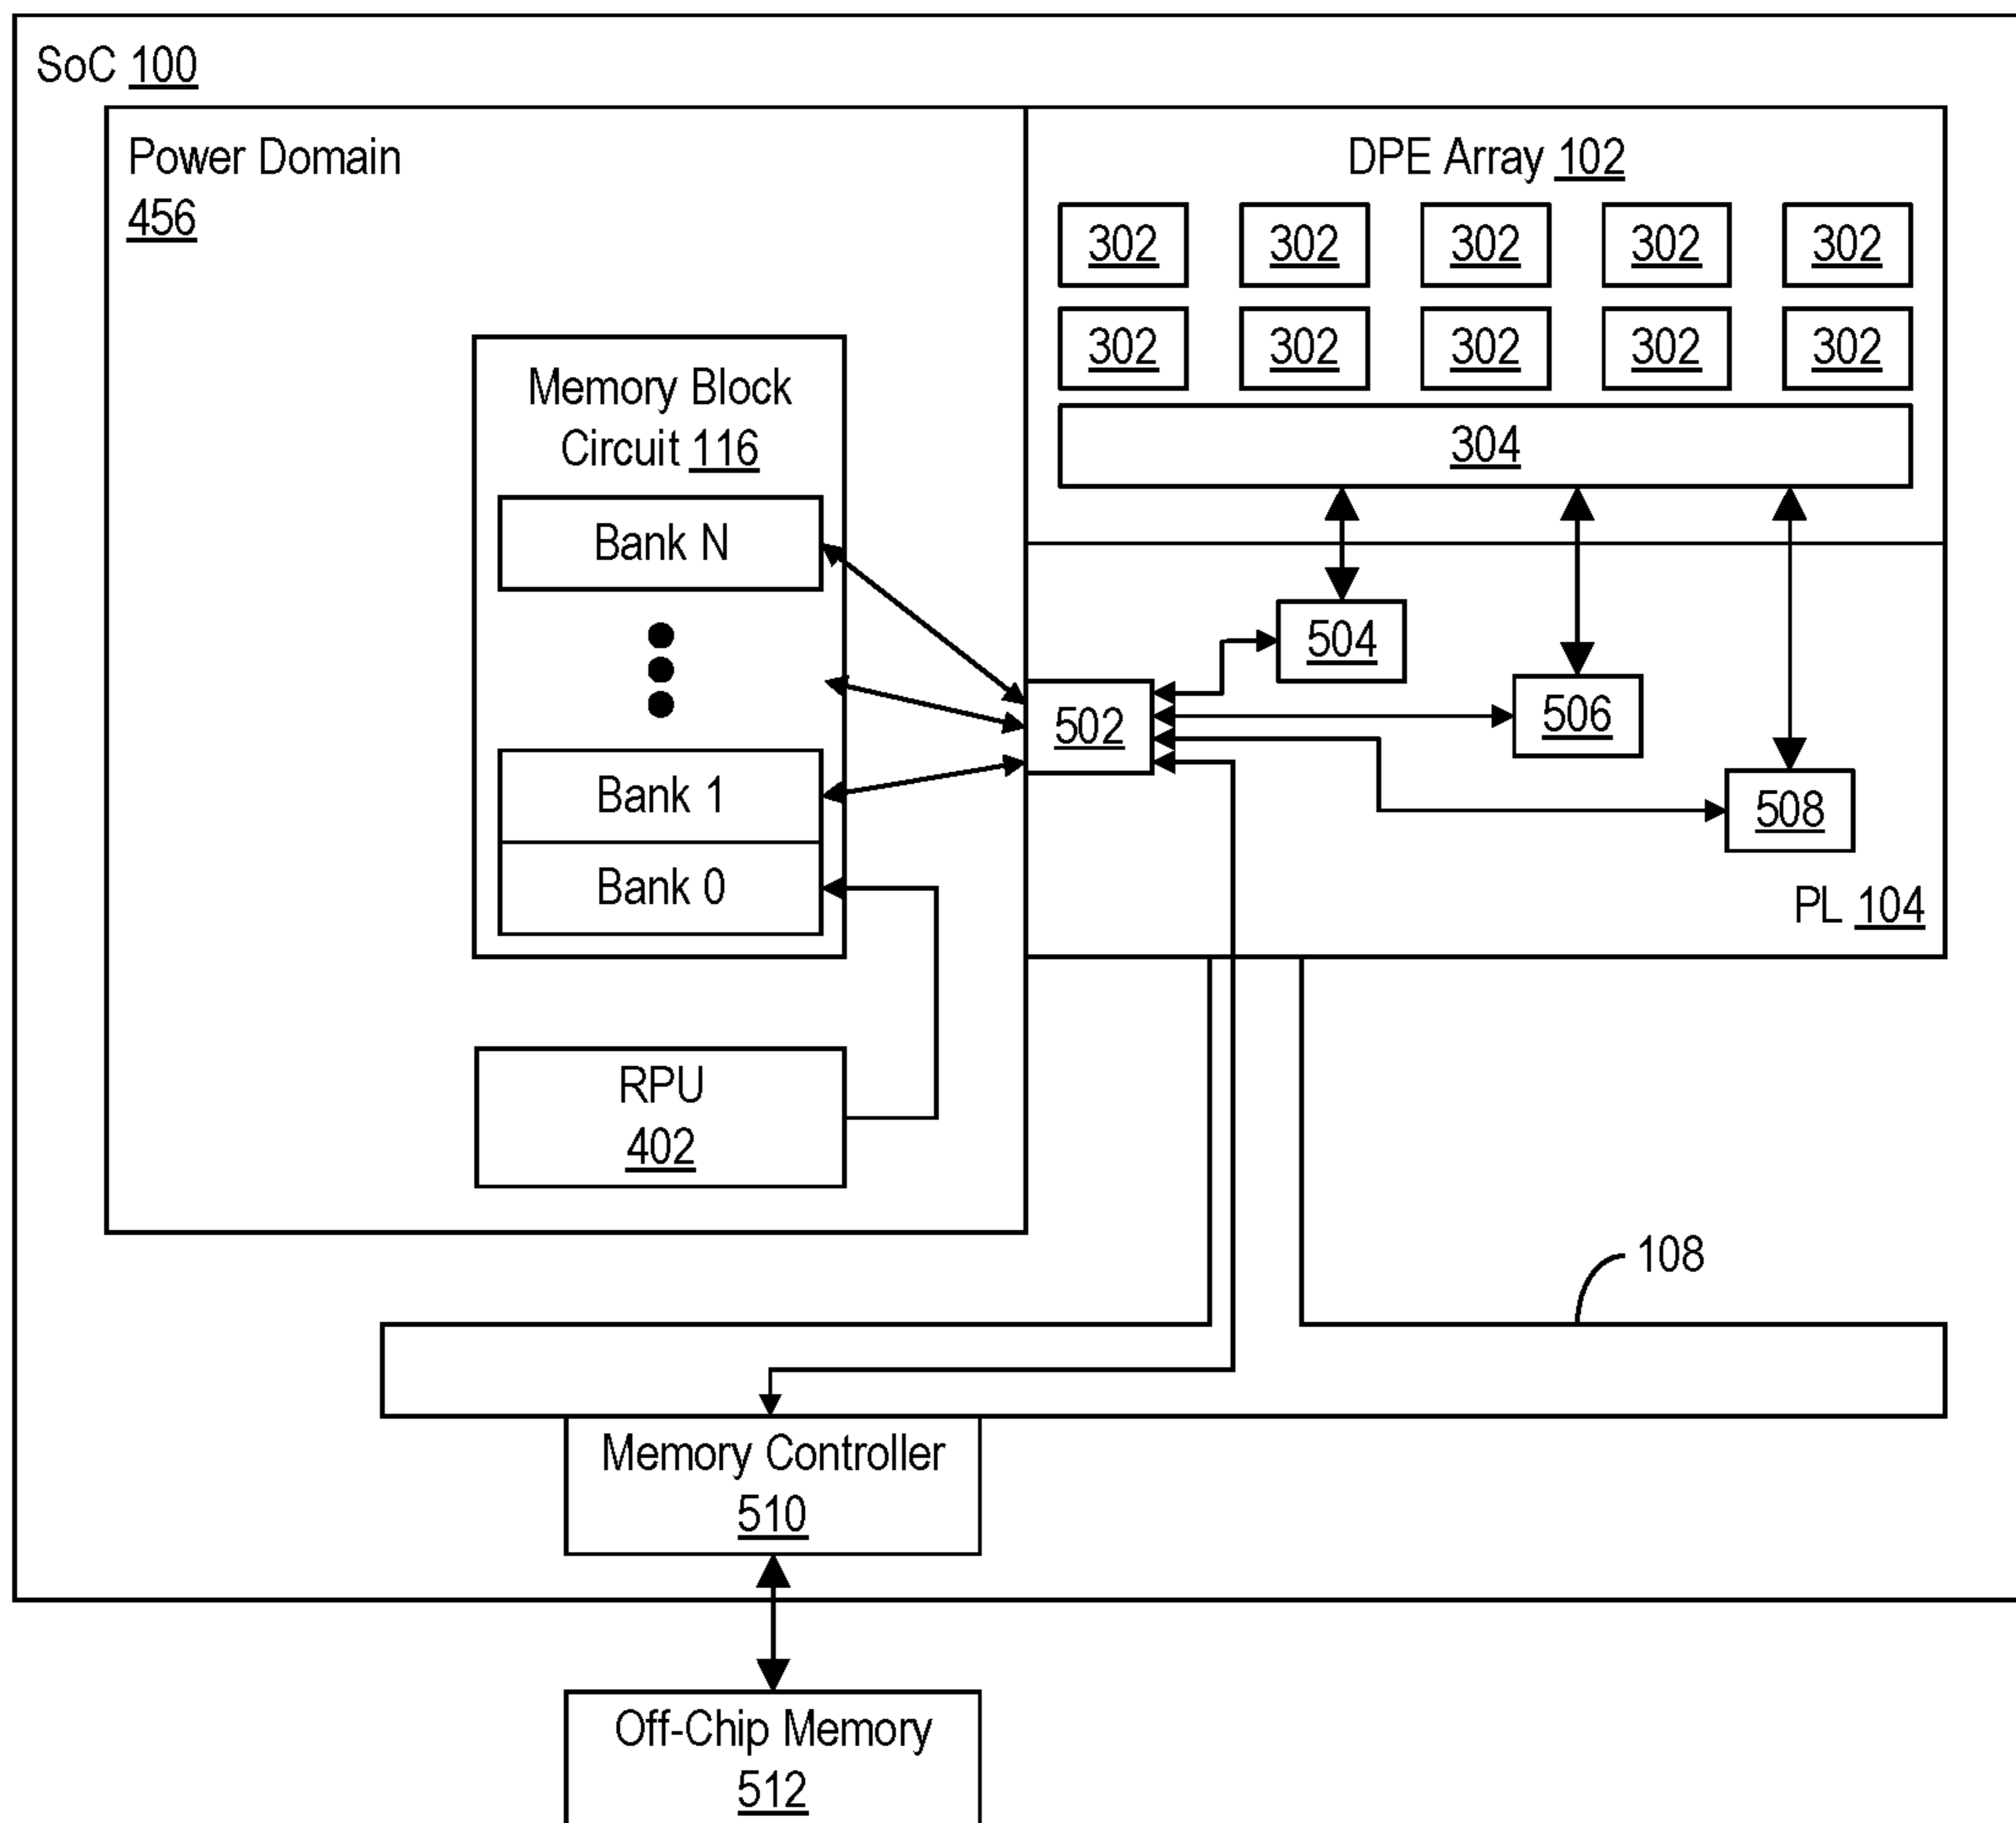 SoC 100
Power Domain
456
DPE Array 102
302 302 302 302 302
302 302 302 302 302
304
Memory Block
Circuit 116
Bank N
Bank 1
Bank 0
502
504
506
508
PL 104
RPU
402
108
Memory Controller
510
Off-Chip Memory
512